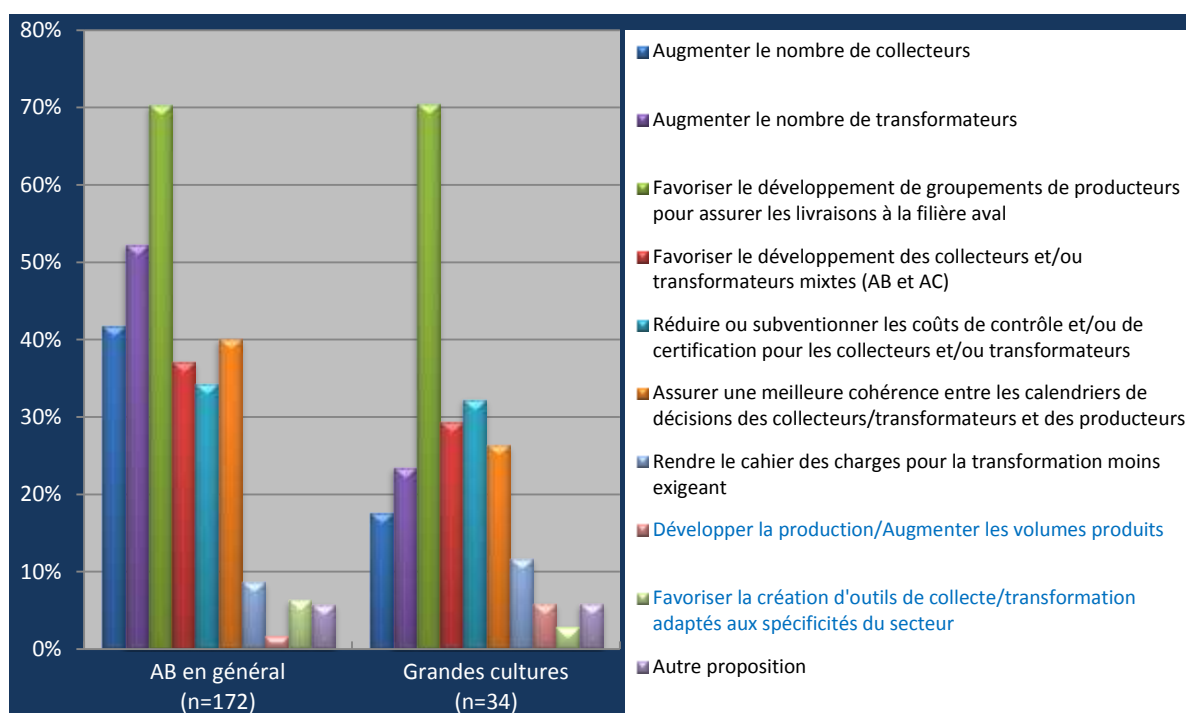 80%
70%
60%
50%
40%
30%
20%
10%
0%
AB en général
(n=172)
Grandes cultures
(n=34)
Augmenter le nombre de collecteurs
Augmenter le nombre de transformateurs
Favoriser le développement de groupements de producteurs
pour assurer les livraisons à la filière aval
Favoriser le développement des collecteurs et/ou
transformateurs mixtes (AB et AC)
Réduire ou subventionner les coûts de contrôle et/ou de
certification pour les collecteurs et/ou transformateurs
Assurer une meilleure cohérence entre les calendriers de
décisions des collecteurs/transformateurs et des producteurs
Rendre le cahier des charges pour la transformation moins
exigeant
Développer la production/Augmenter les volumes produits
Favoriser la création d'outils de collecte/transformation
adaptés aux spécificités du secteur
Autre proposition